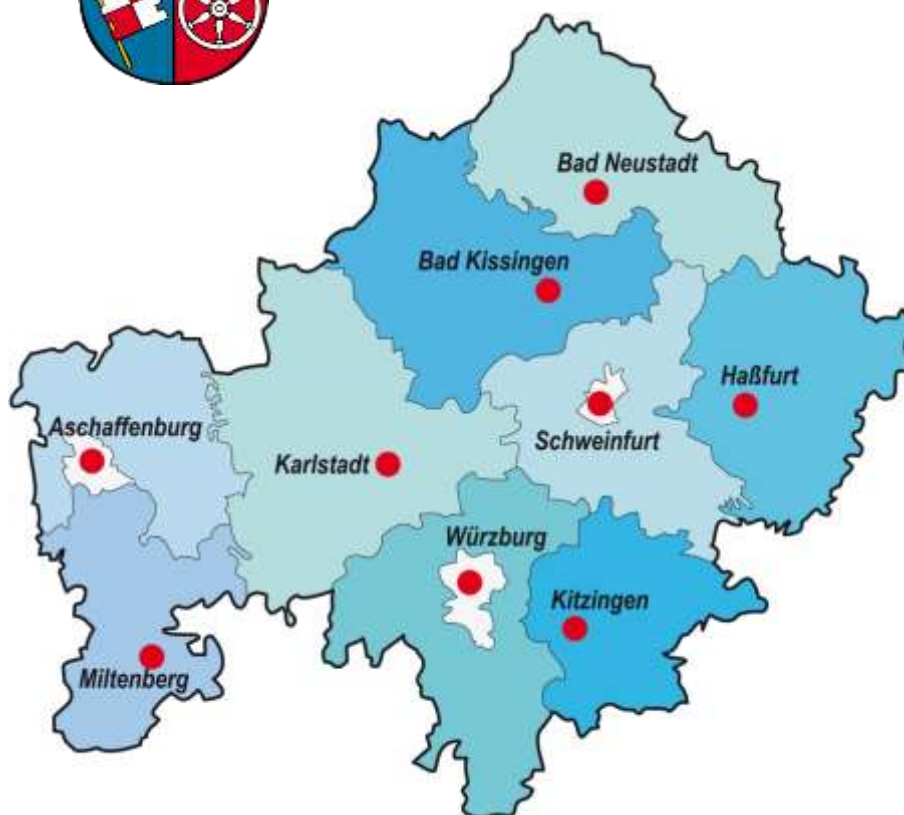 Bad Neustadt
Bad Kissingen
Haßfurt
Aschaffenburg
Schweinfurt
Karlstadt
Würzburg
Kitzingen
Miltenberg